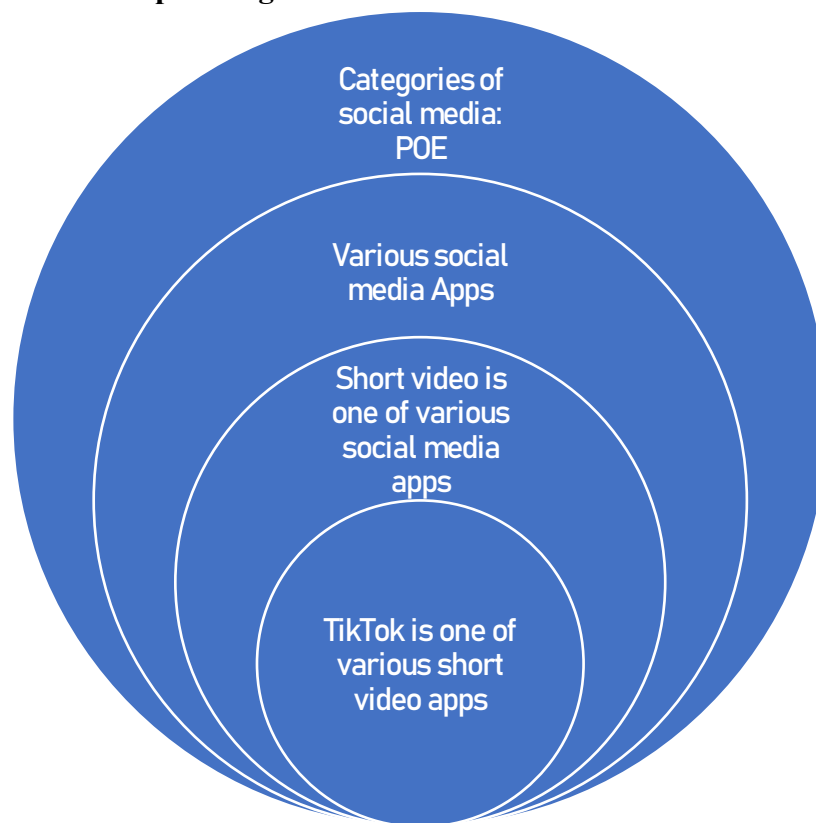 Categories of
social media:
POE
Various social
media Apps
Short video is
one of various
social media
apps
TikTok is one of
various short
video apps